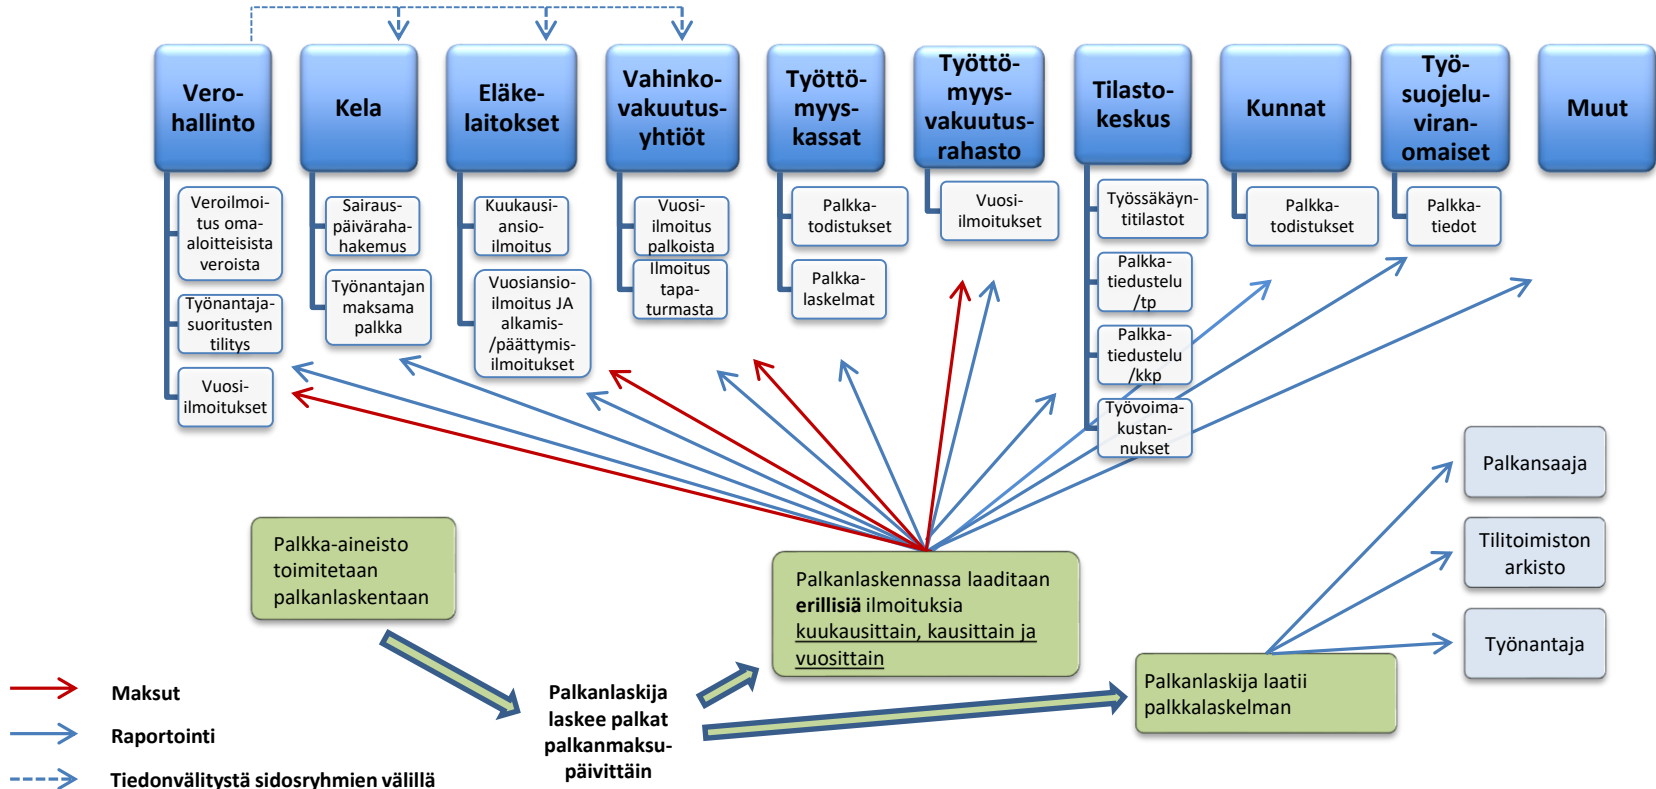 Vero-
hallinto
Kela
Eläke-
laitokset
Vahinko-
vakuutus-
yhtiöt
Työttö-
myys-
kassat
Työttö-
myys-
vakuutus-
rahasto
Tilasto-
keskus
Kunnat
Työ-
suojelu-
viran-
omaiset
Muut
Veroilmoi-
tus oma-
aloitteisista
veroista
Työnantaja-
suoritusten
tilitys
Vuosi-
ilmoitukset
Sairaus-
päiväraha-
hakemus
Työnantajan
maksama
palkka
Kuukausi-
ansio-
ilmoitus
Vuosiansio-
ilmoitus JA
alkamis-
/päättymis-
ilmoitukset
Vuosi-
ilmoitus
palkoista
Ilmoitus
tapa-
turmasta
Palkka-
todistukset
Palkka-
laskelmat
Vuosi-
ilmoitukset
Työssäkäyn-
titilastot
Palkka-
tiedustelu
/tp
Palkka-
tiedustelu
/kkp
Työvoima-
kustan-
nukset
Palkka-
todistukset
Palkka-
tiedot
Palkka-aineisto
toimitetaan
palkanlaskentaan
Palkanlaskennassa laaditaan
erillisiä ilmoituksia
kuukausittain, kausittain ja
vuosittain
Palkanlaskija
laskee palkat
palkanmaksu-
päivittäin
Palkanlaskija laatii
palkkalaskelman
Palkansaaja
Tilitoimiston
arkisto
Työnantaja
Maksut
Raportointi
Tiedonvälitystä sidosryhmien välillä